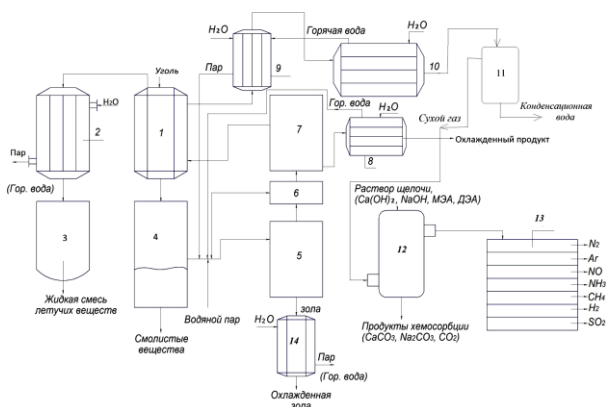 H₂O
Горячая вода
H₂O
10
11
Уголь
Пар
9
Гор. вода
H₂O
Сухой газ
Конденсационная
вода
H₂O
2
1
7
Охлажденный продукт
8
Пар
(Гор. вода)
6
Раствор щелочи,
(Ca(OH)₂, NaOH, МЭА, ДЭА)
13
3
4
5
12
N₂
Ar
NO
NH₃
CH₄
H₂
SO₂
Жидкая смесь
летучих веществ
Водяной пар
зола
H₂O
14
Пар
(Гор. вода)
Смолистые
вещества
Продукты хемосорбции
(CaCO₃, Na₂CO₃, CO₂)
Охлажденная
зола